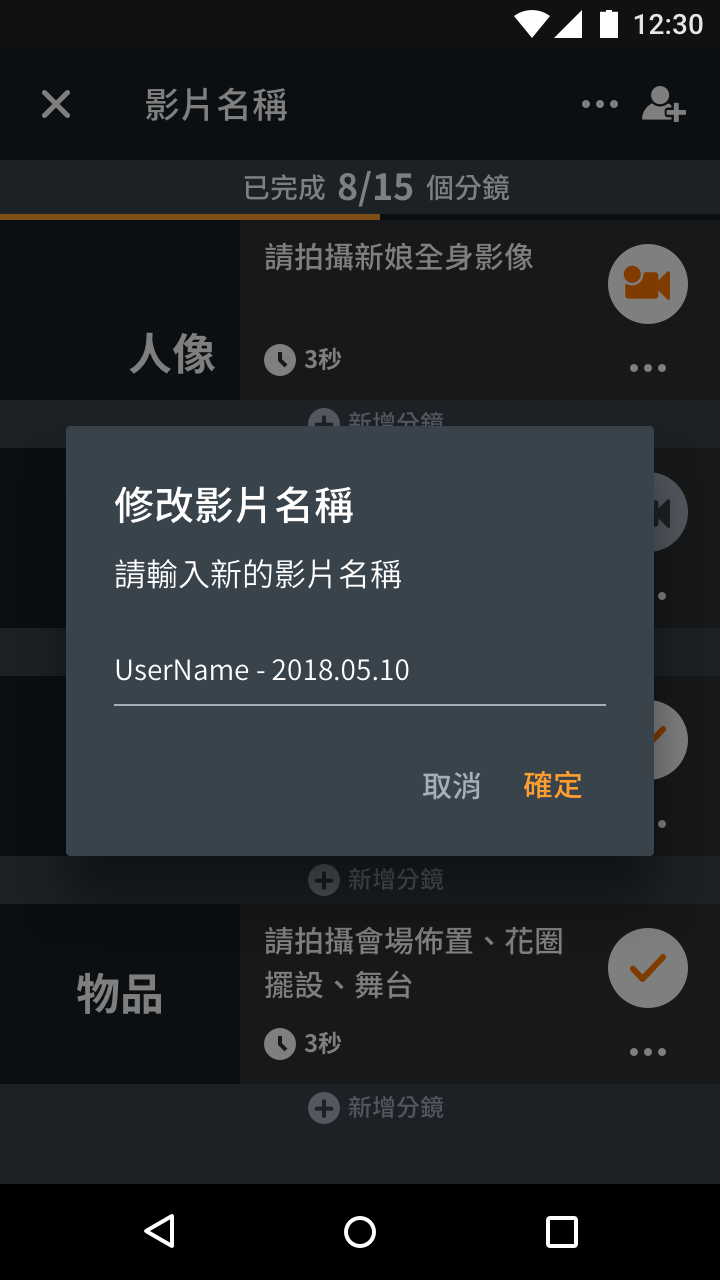 12:30
影片名稱
已完成 8/15 個分鏡
請拍攝新娘全身影像
人像
3秒
新增分鏡
修改影片名稱
請輸入新的影片名稱
UserName - 2018.05.10
取消 確定
新增分鏡
請拍攝會場佈置、花圈
擺設、舞台
物品
3秒
新增分鏡